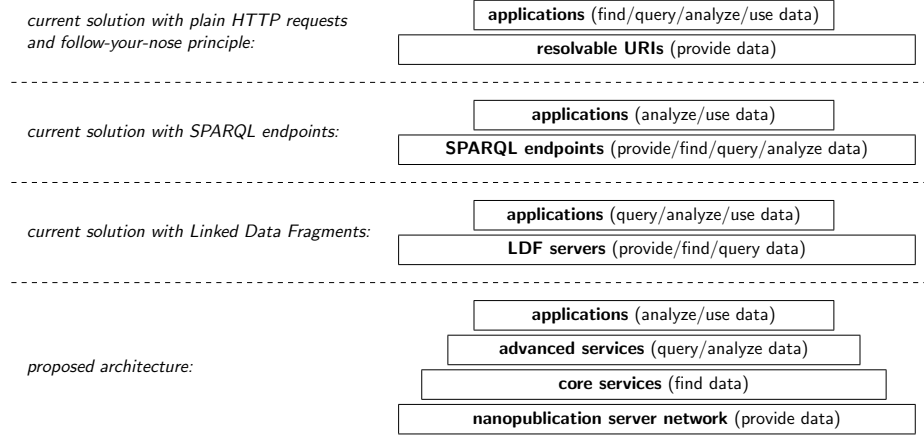 current solution with plain HTTP requests
and follow-your-nose principle:
applications (find/query/analyze/use data)
resolvable URIs (provide data)
current solution with SPARQL endpoints:
applications (analyze/use data)
SPARQL endpoints (provide/find/query/analyze data)
current solution with Linked Data Fragments:
applications (query/analyze/use data)
LDF servers (provide/find/query data)
proposed architecture:
applications (analyze/use data)
advanced services (query/analyze data)
core services (find data)
nanopublication server network (provide data)